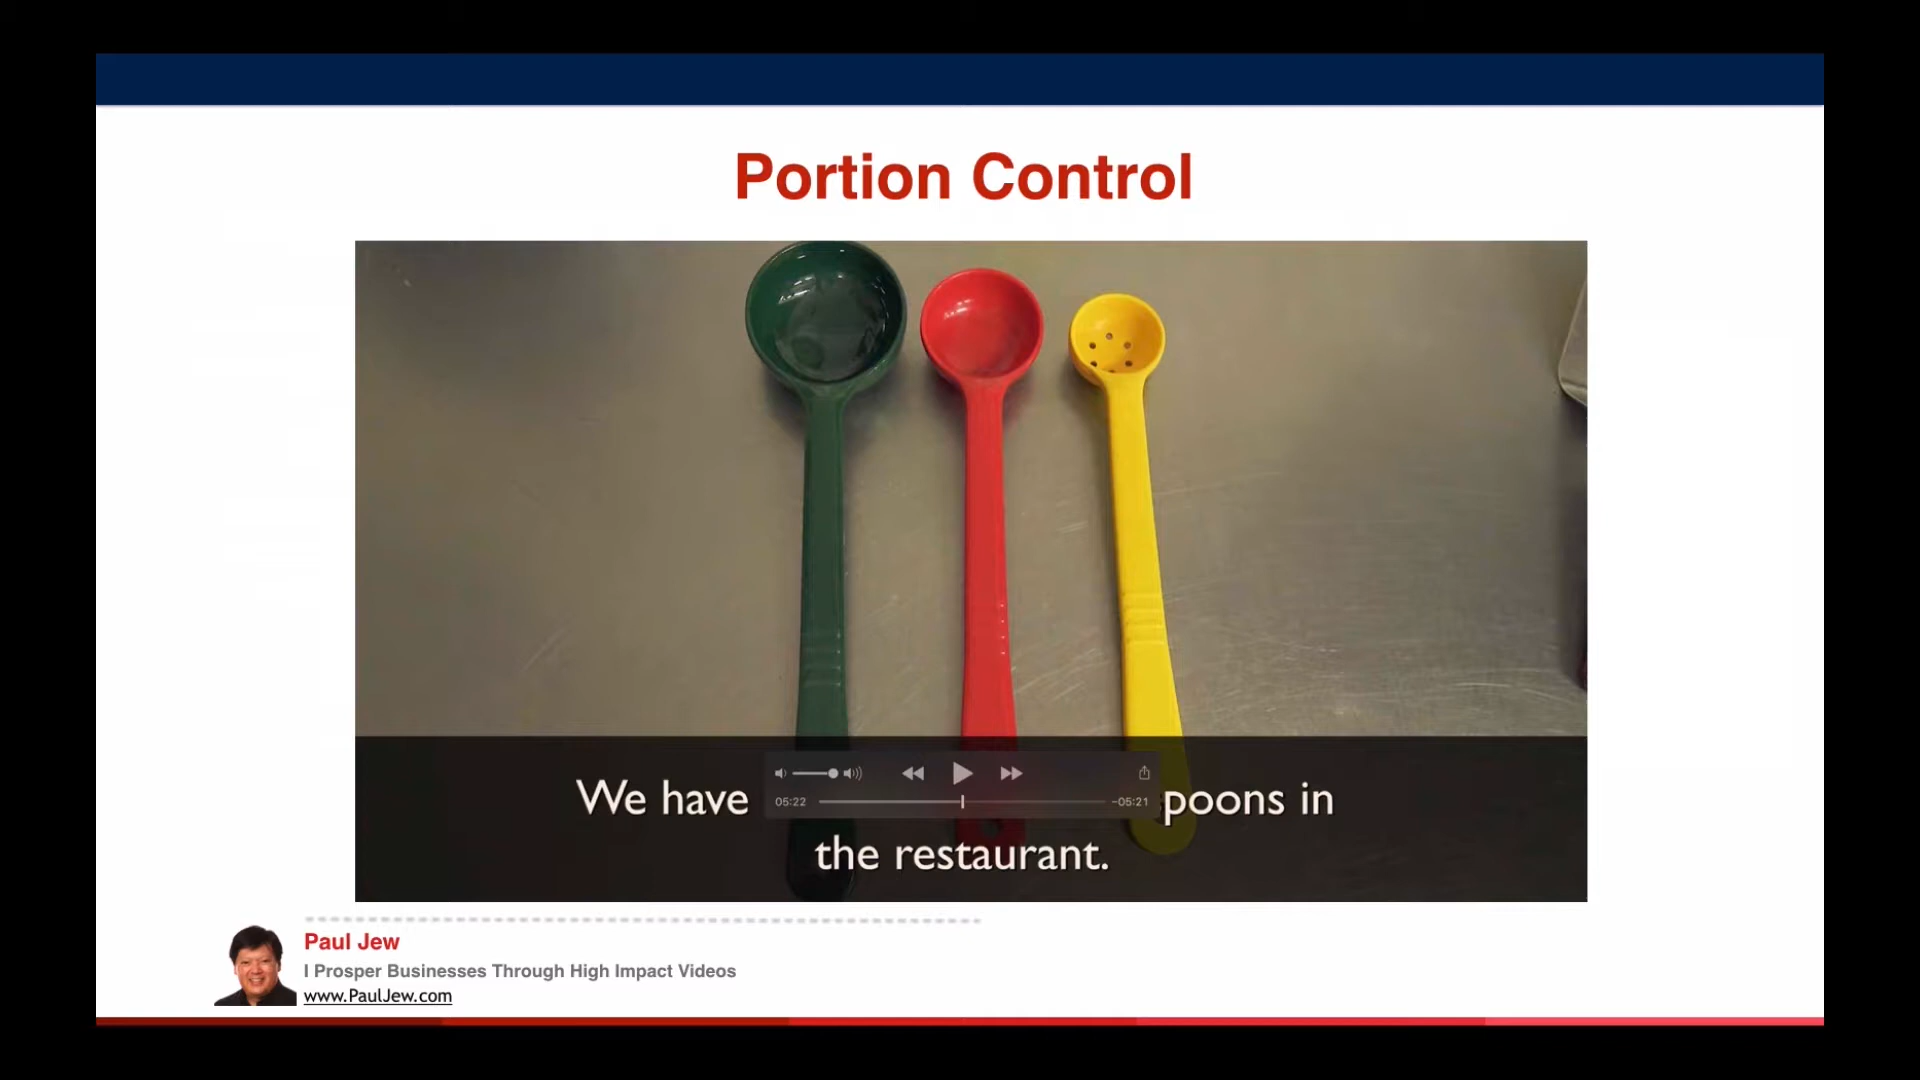 Portion Control
We have poons in
05:22 -05:21
the restaurant.
Paul Jew
I Prosper Businesses Through High Impact Videos
www.PaulJew.com